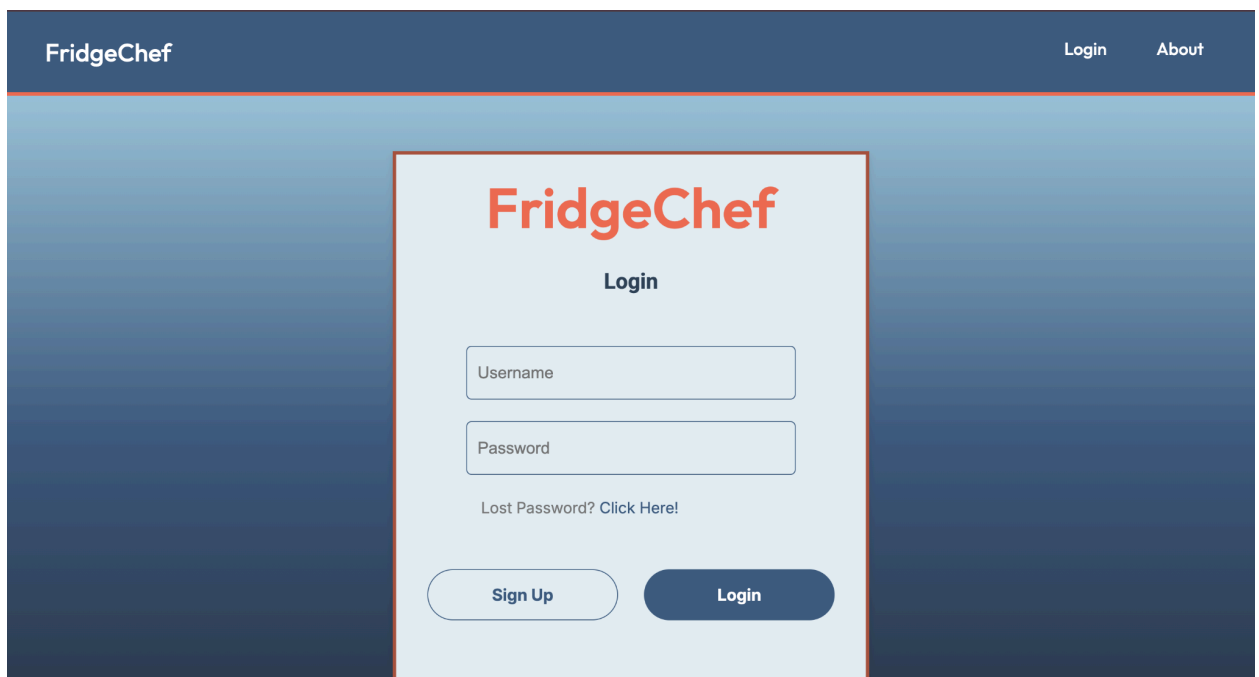 FridgeChef Login About
FridgeChef
Login
Username
Password
Lost Password? Click Here!
Sign Up Login